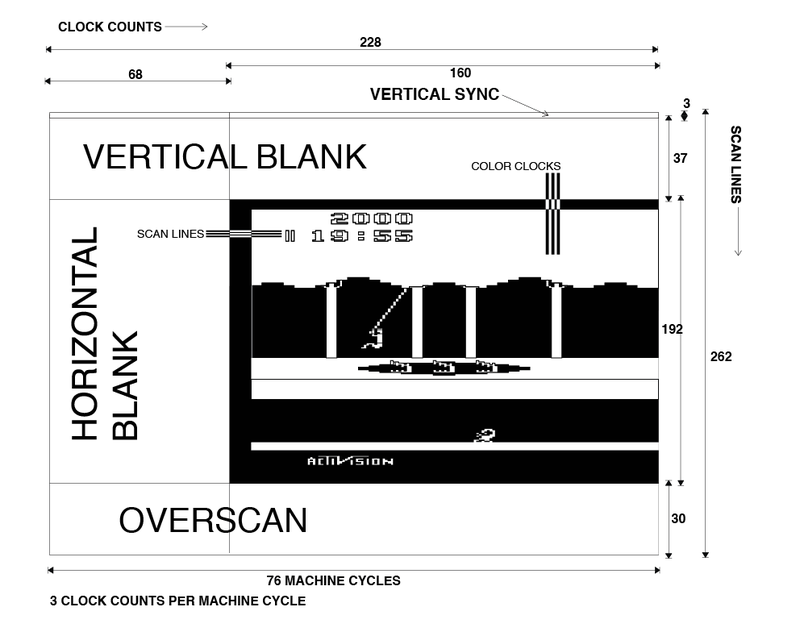 CLOCK COUNTS
228
160
68
VERTICAL SYNC
3
VERTICAL BLANK
37
SCAN LINES
COLOR CLOCKS
2000
SCAN LINES
19:55
HORIZONTAL
BLANK
192
262
ACTIVISION
OVERSCAN
30
76 MACHINE CYCLES
3 CLOCK COUNTS PER MACHINE CYCLE